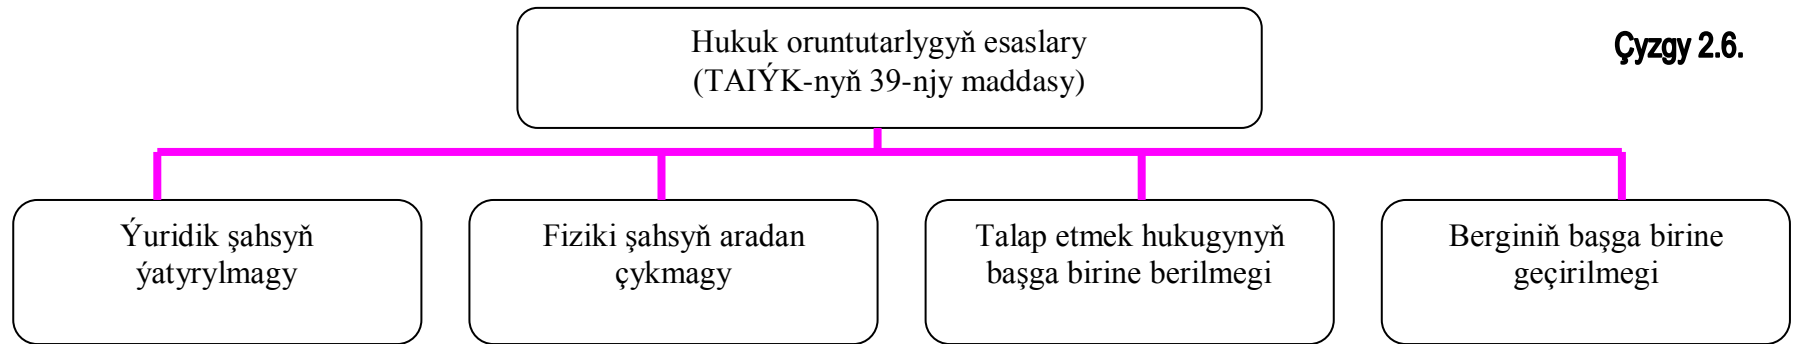 Hukuk oruntutarlygyň esaslary
(TAIÝK-nyň 39-njy maddasy)
Çyzgy 2.6.
Ýuridik şahsyň
ýatyrylmagy
Fiziki şahsyň aradan
çykmagy
Talap etmek hukugynyň
başga birine berilmegi
Berginiň başga birine
geçirilmegi